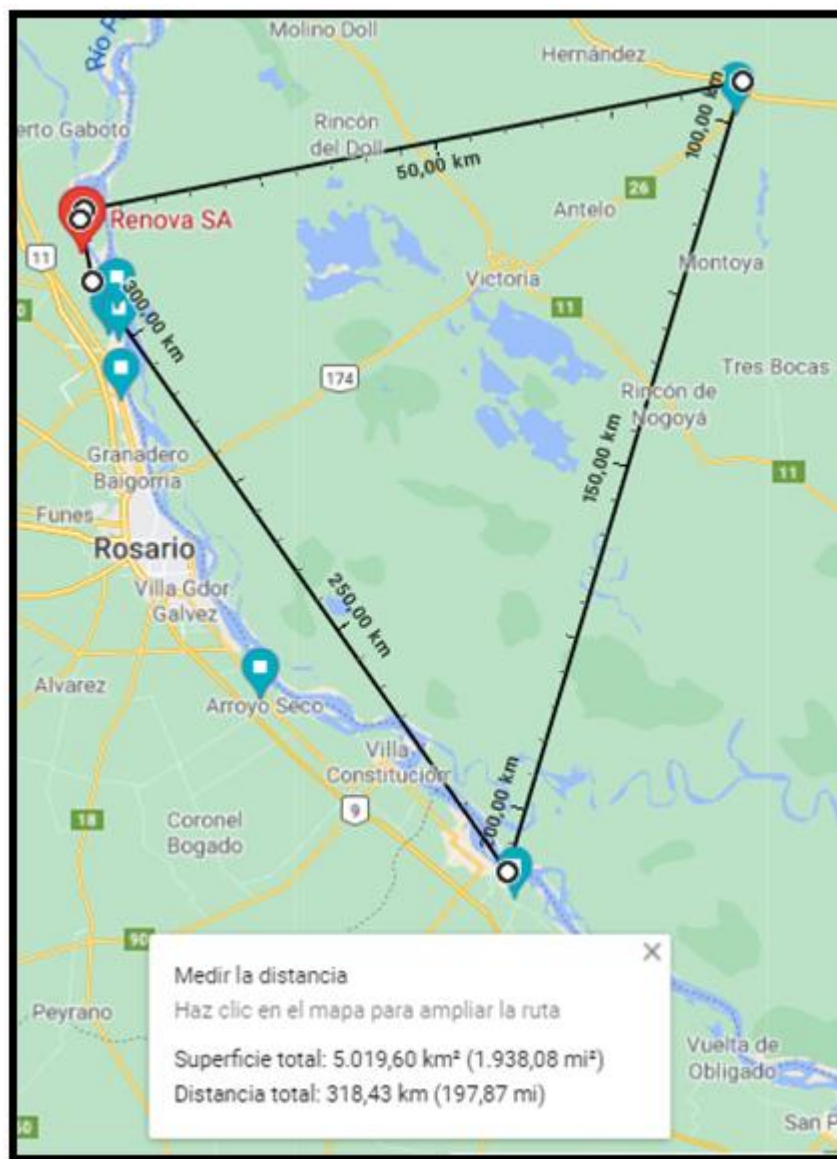 Molino Doll
Hernández
Río
erto Gaboto
Rincón
del Doll
100,00 km
50,00 km
26
Antelo
Renova SA
11
Victoria
Montoya
300,00 km
11
Tres Bocas
174
Rincón de
Nogoyá
Granadero
Baigorria
150,00 km
11
Funes
Rosario
Villa Gdor
Galvez
250,00 km
Alvarez
Arroyo Seco
Villa
Constitución
200,00 km
9
18
Coronel
Bogado
90
Medir la distancia
Haz clic en el mapa para ampliar la ruta
Superficie total: 5.019,60 km² (1.938,08 mi²)
Distancia total: 318,43 km (197,87 mi)
Peyrano
Vuelta de
Obligado
San P